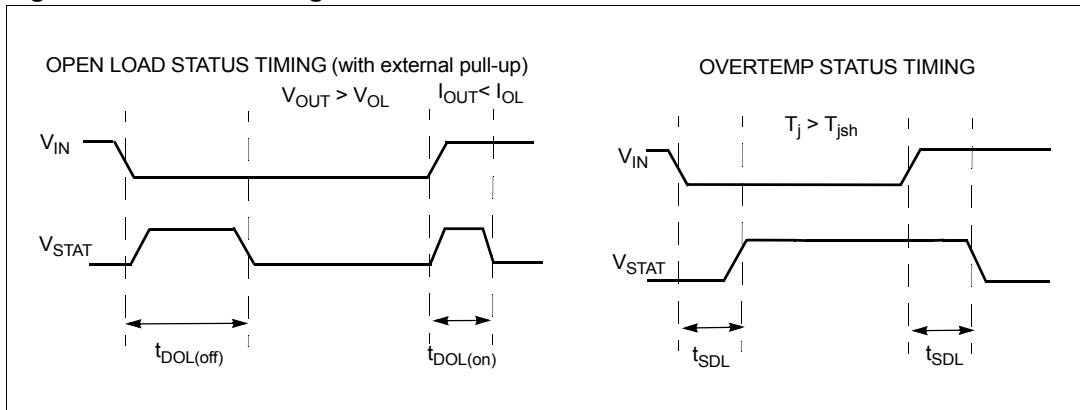 OPEN LOAD STATUS TIMING (with external pull-up)
V_OUT > V_OL
I_OUT < I_OL
V_IN
V_STAT
t_DOL(off)
t_DOL(on)
OVERTEMP STATUS TIMING
T_j > T_jsh
V_IN
V_STAT
t_SDL
t_SDL